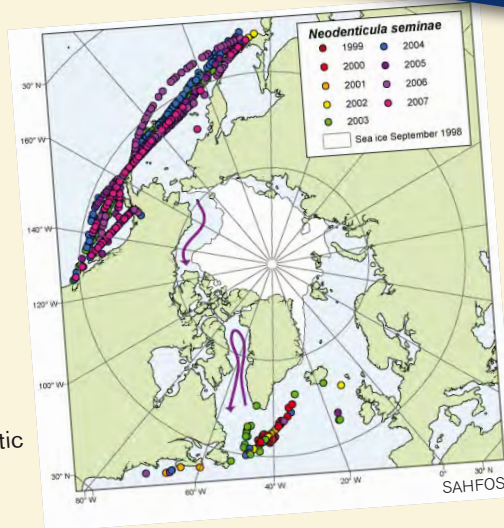 Neodenticula seminae
1999 2004
2000 2005
2001 2006
2002 2007
2003
Sea ice September 1998
30° N
160° W
140° W
120° W
100° W
30° N
80° W
60° W
40° W
20° W
0°
30° N
tic
SAHFOS